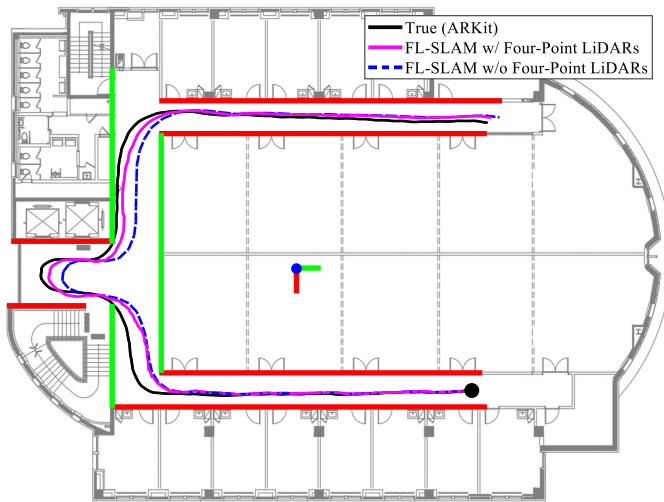 True (ARKit)
FL-SLAM w/ Four-Point LiDARs
FL-SLAM w/o Four-Point LiDARs